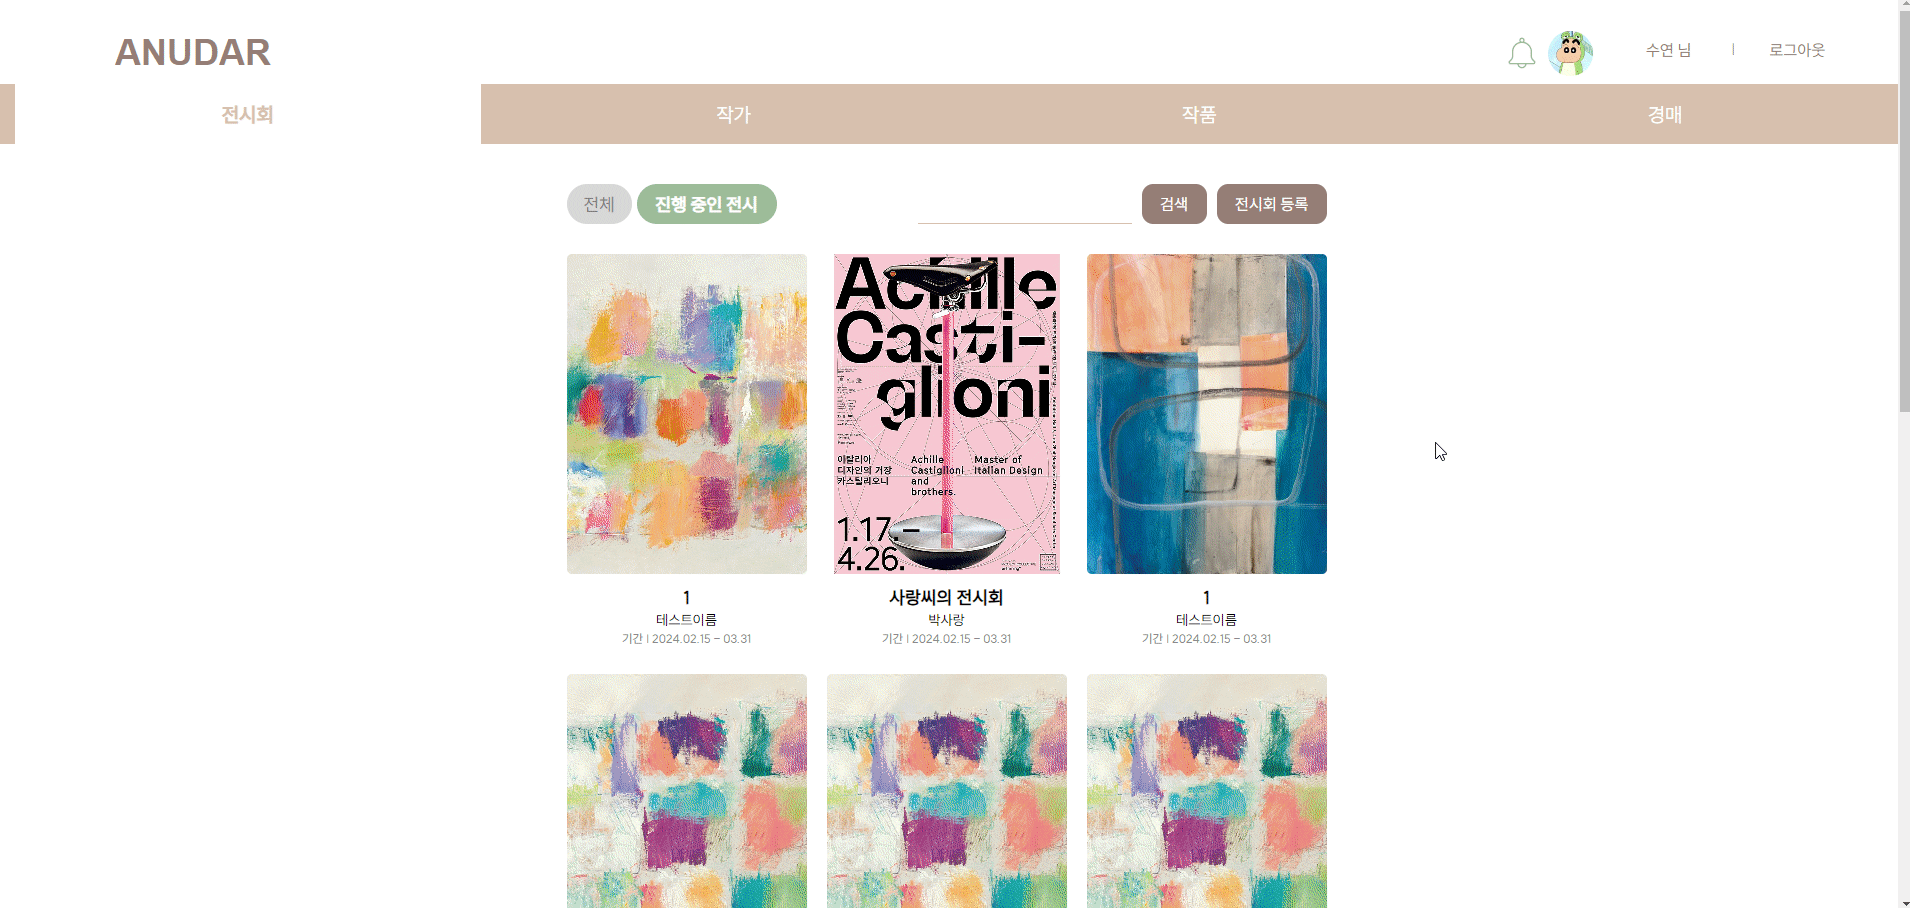 ANUDAR
수연 님 | 로그아웃
전시회
작가
작품
경매
전체
진행 중인 전시
검색
전시회 등록
Achille
Casti-
glioni
이탈리아
디자인의 거장
카스틸리오니
Achille
Castiglioni
and
brothers.
Master of
Italian Design
1.17.–
4.26.
1
테스트이름
기간 | 2024.02.15 - 03.31
사랑씨의 전시회
박사랑
기간 | 2024.02.15 - 03.31
1
테스트이름
기간 | 2024.02.15 - 03.31